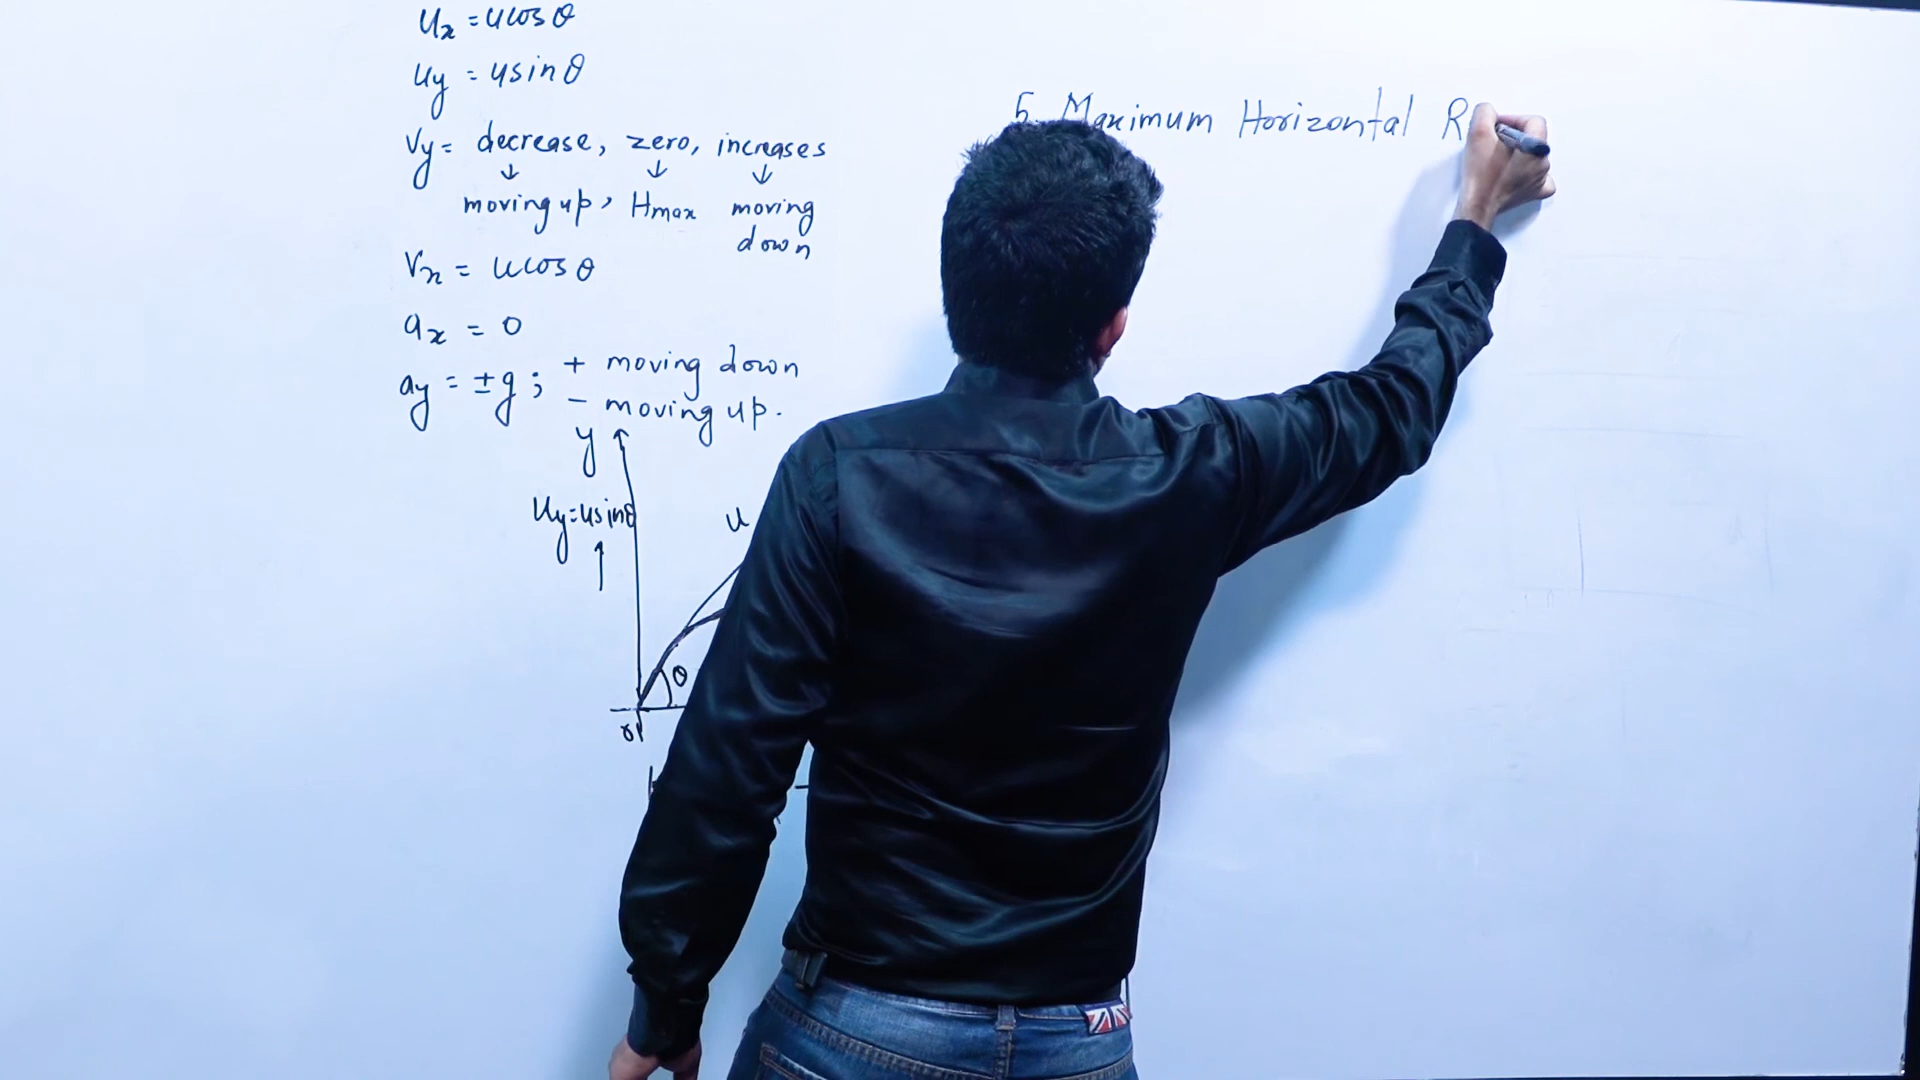 ux = ucosθ
uy = usinθ
vy = decrease, zero, increases
↓ ↓ ↓
moving up, Hmax moving
down
vx = ucosθ
ax = 0
ay = ±g ; + moving down
- moving up.
y
uy=usinθ
u
θ
5. Maximum Horizontal R